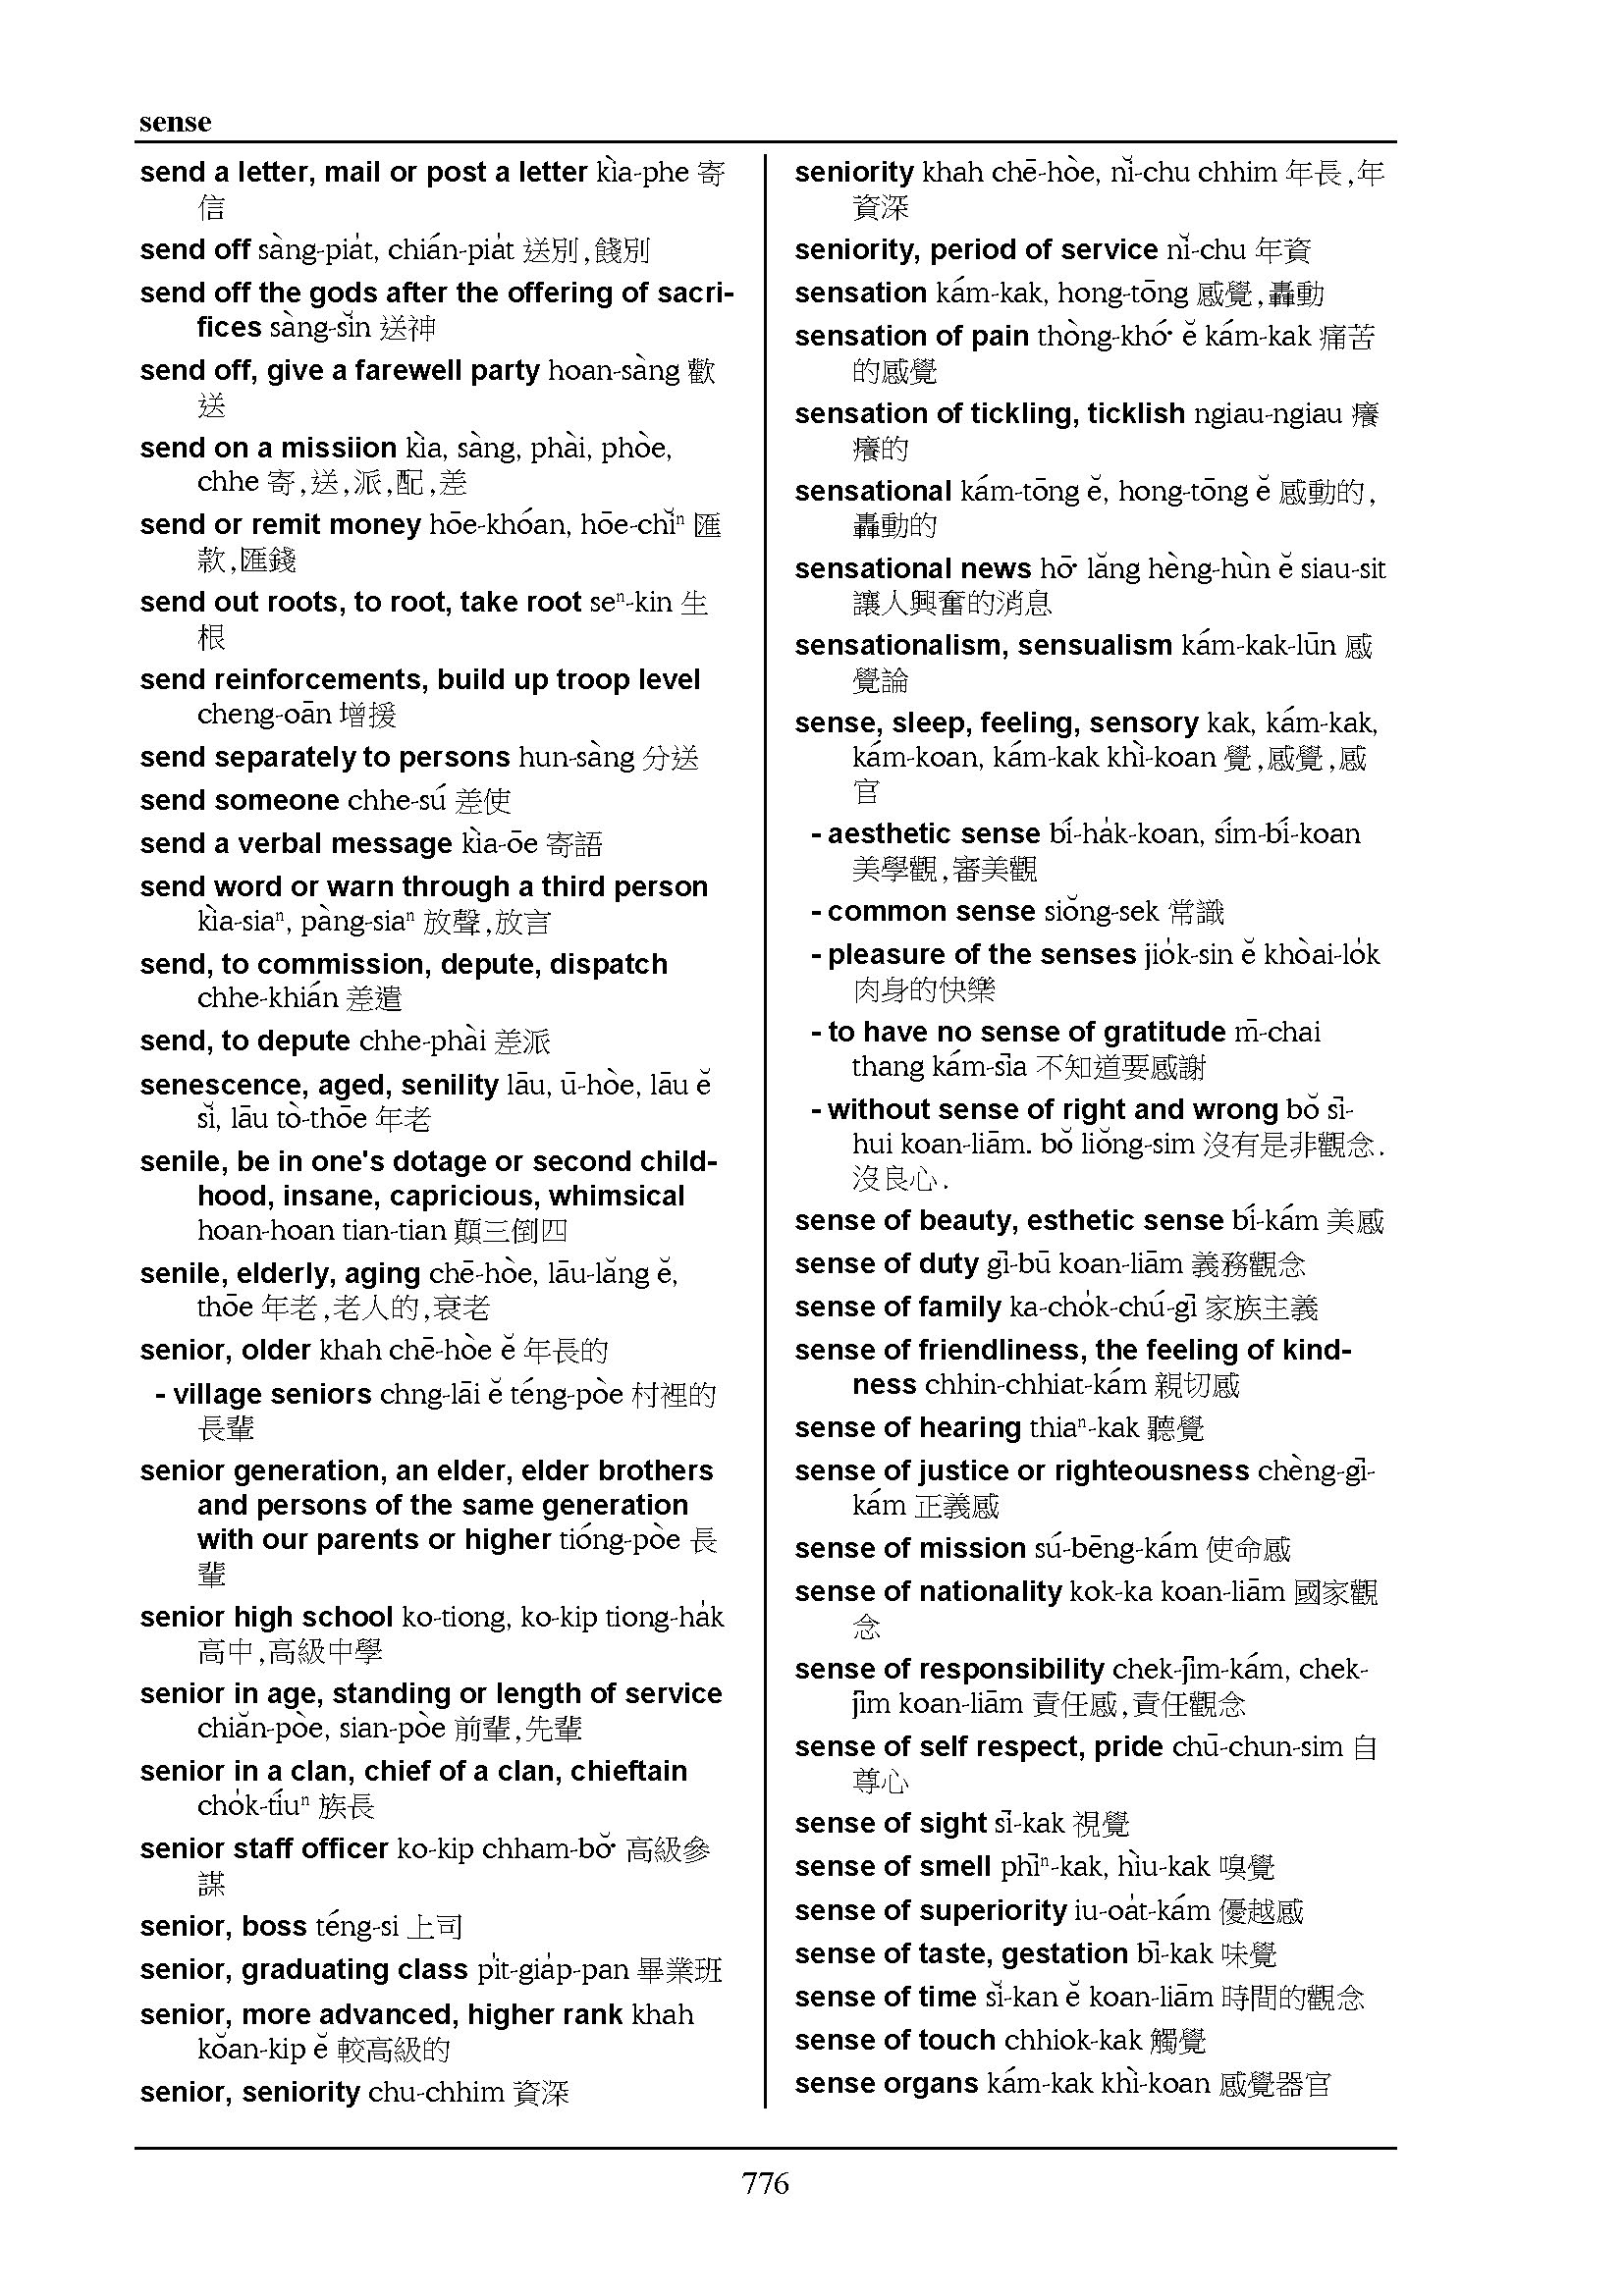 sense
send a letter, mail or post a letter kìa-phe 寄
信
send off sàng-pia̍t, chián-pia̍t 送別,餞別
send off the gods after the offering of sacri-
fices sàng-sĭn 送神
send off, give a farewell party hoan-sàng 歡
送
send on a missiion kìa, sàng, phài, phòe,
chhe 寄,送,派,配,差
send or remit money hōe-khóan, hōe-chĭⁿ 匯
款,匯錢
send out roots, to root, take root seⁿ-kin 生
根
send reinforcements, build up troop level
cheng-oān 增援
send separately to persons hun-sàng 分送
send someone chhe-sú 差使
send a verbal message kìa-ōe 寄語
send word or warn through a third person
kìa-siaⁿ, pàng-siaⁿ 放聲,放言
send, to commission, depute, dispatch
chhe-khián 差遣
send, to depute chhe-phài 差派
senescence, aged, senility lāu, ū-hòe, lāu ĕ
sĭ, lāu tò-thōe 年老
senile, be in one's dotage or second child-
hood, insane, capricious, whimsical
hoan-hoan tian-tian 顛三倒四
senile, elderly, aging chē-hòe, lāu-lăng ĕ,
thōe 年老,老人的,衰老
senior, older khah chē-hòe ĕ 年長的
- village seniors chng-lāi ĕ téng-pòe 村裡的
長輩
senior generation, an elder, elder brothers
and persons of the same generation
with our parents or higher tióng-pòe 長
輩
senior high school ko-tiong, ko-kip tiong-ha̍k
高中,高級中學
senior in age, standing or length of service
chiăn-pòe, sian-pòe 前輩,先輩
senior in a clan, chief of a clan, chieftain
cho̍k-tíuⁿ 族長
senior staff officer ko-kip chham-bŏ͘ 高級參
謀
senior, boss téng-si 上司
senior, graduating class pi̍t-gia̍p-pan 畢業班
senior, more advanced, higher rank khah
kŏan-kip ĕ 較高級的
senior, seniority chu-chhim 資深
seniority khah chē-hòe, nĭ-chu chhim 年長,年
資深
seniority, period of service nĭ-chu 年資
sensation kám-kak, hong-tōng 感覺,轟動
sensation of pain thòng-khó͘ ĕ kám-kak 痛苦
的感覺
sensation of tickling, ticklish ngiau-ngiau 癢
癢的
sensational kám-tōng ĕ, hong-tōng ĕ 感動的,
轟動的
sensational news hō͘ lăng hèng-hùn ĕ siau-sit
讓人興奮的消息
sensationalism, sensualism kám-kak-lūn 感
覺論
sense, sleep, feeling, sensory kak, kám-kak,
kám-koan, kám-kak khì-koan 覺,感覺,感
官
- aesthetic sense bí-ha̍k-koan, sím-bí-koan
美學觀,審美觀
- common sense siŏng-sek 常識
- pleasure of the senses jio̍k-sin ĕ khòai-lo̍k
肉身的快樂
- to have no sense of gratitude m̄-chai
thang kám-sīa 不知道要感謝
- without sense of right and wrong bŏ sī-
hui koan-liām. bŏ liŏng-sim 沒有是非觀念.
沒良心.
sense of beauty, esthetic sense bí-kám 美感
sense of duty gī-bū koan-liām 義務觀念
sense of family ka-cho̍k-chú-gī 家族主義
sense of friendliness, the feeling of kind-
ness chhin-chhiat-kám 親切感
sense of hearing thiaⁿ-kak 聽覺
sense of justice or righteousness chèng-gī-
kám 正義感
sense of mission sú-bēng-kám 使命感
sense of nationality kok-ka koan-liām 國家觀
念
sense of responsibility chek-jīm-kám, chek-
jīm koan-liām 責任感,責任觀念
sense of self respect, pride chū-chun-sim 自
尊心
sense of sight sī-kak 視覺
sense of smell phīⁿ-kak, hìu-kak 嗅覺
sense of superiority iu-oa̍t-kám 優越感
sense of taste, gestation bī-kak 味覺
sense of time sĭ-kan ĕ koan-liām 時間的觀念
sense of touch chhiok-kak 觸覺
sense organs kám-kak khì-koan 感覺器官
776